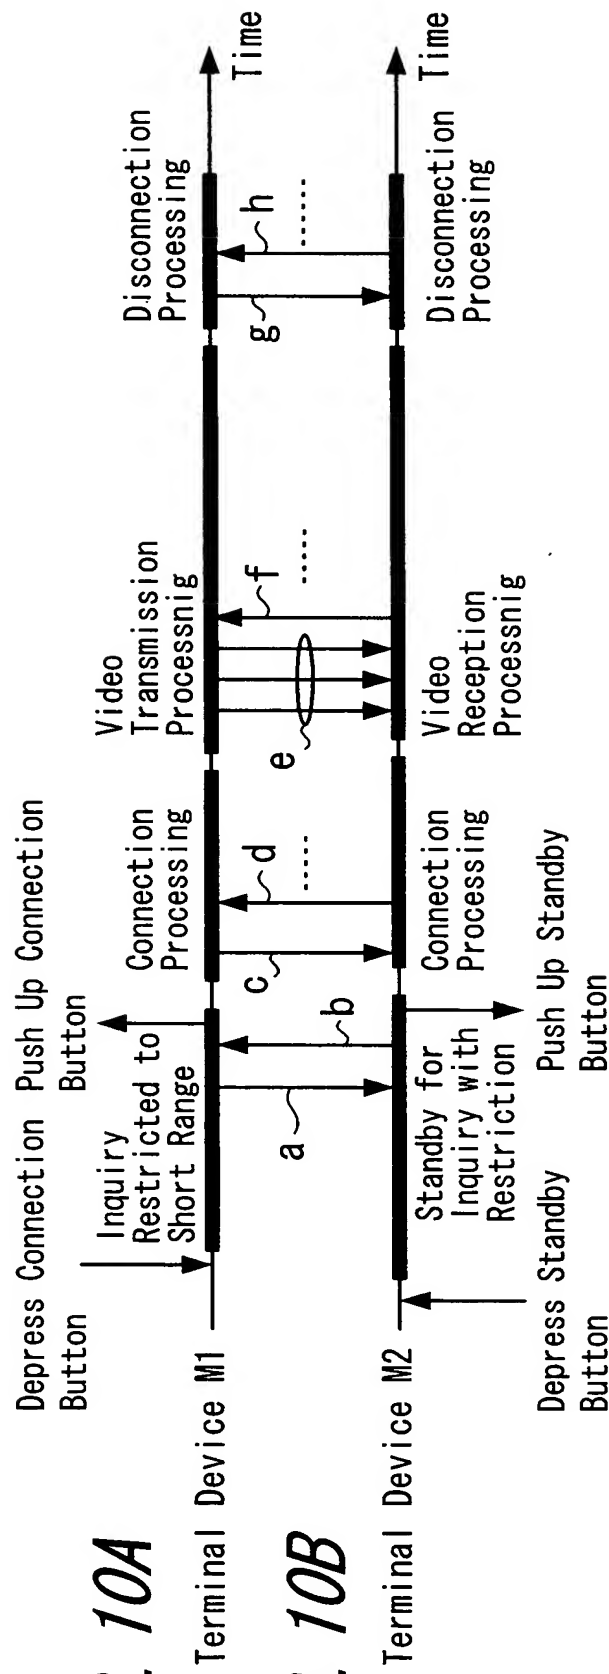 10A
Depress Connection
Button
Push Up Connection
Button
Inquiry
Restricted to
Short Range
Connection
Processing
Video
Transmission
Processnig
Disconnection
Processing
Terminal Device M1
Time
a
b
c
d
e
f
g
h
10B
Terminal Device M2
Time
Standby for
Inquiry with
Restriction
Connection
Processing
Video
Reception
Processnig
Disconnection
Processing
Depress Standby
Button
Push Up Standby
Button